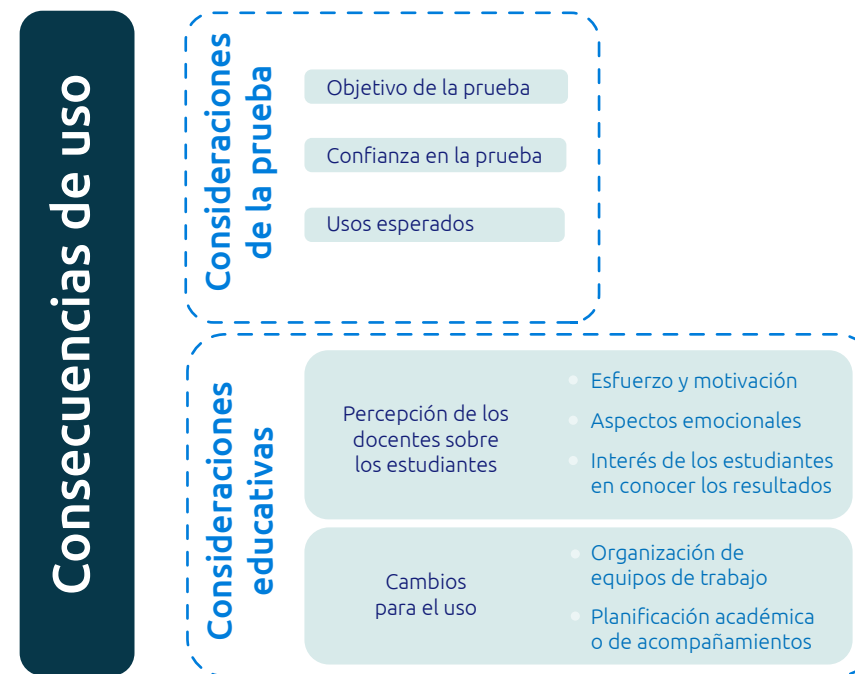 Consecuencias de uso
Consideraciones
de la prueba
Objetivo de la prueba
Confianza en la prueba
Usos esperados
Consideraciones
educativas
Percepción de los
docentes sobre
los estudiantes
Esfuerzo y motivación
Aspectos emocionales
Interés de los estudiantes
en conocer los resultados
Cambios
para el uso
Organización de
equipos de trabajo
Planificación académica
o de acompañamientos